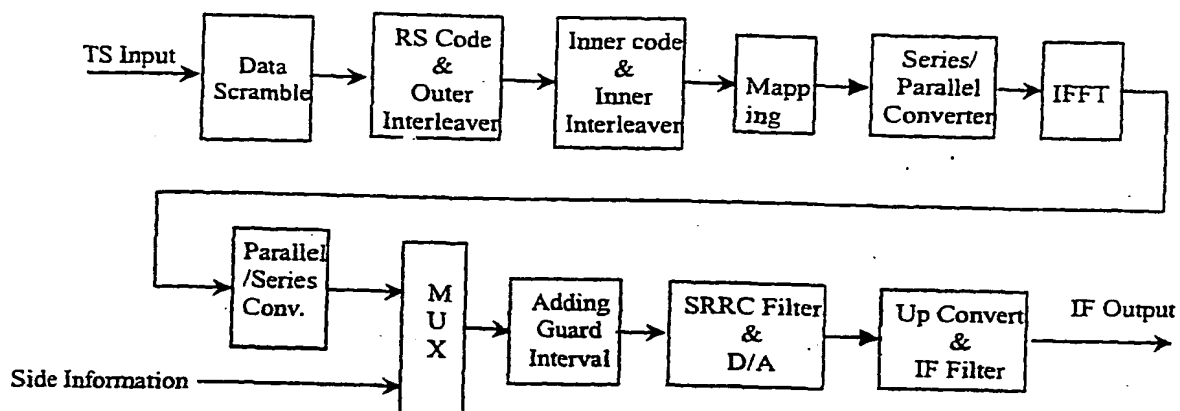 TS Input
Data
Scramble
RS Code
&
Outer
Interleaver
Inner code
&
Inner
Interleaver
Mapp
ing
Series/
Parallel
Converter
IFFT
Parallel
/Series
Conv.
M
U
X
Adding
Guard
Interval
SRRC Filter
&
D/A
Up Convert
&
IF Filter
IF Output
Side Information